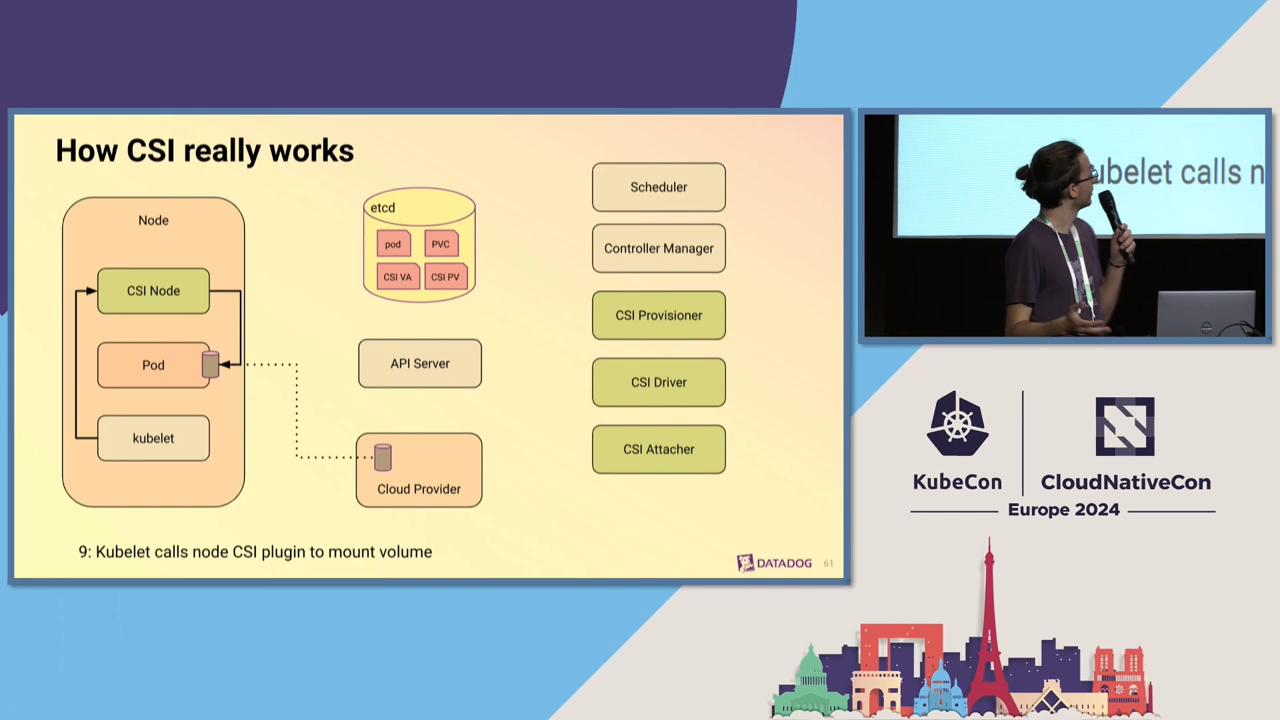 How CSI really works
Node
CSI Node
Pod
kubelet
etcd
pod
PVC
CSI VA
CSI PV
API Server
Cloud Provider
Scheduler
Controller Manager
CSI Provisioner
CSI Driver
CSI Attacher
9: Kubelet calls node CSI plugin to mount volume
DATADOG
61
ubelet calls n
KubeCon
CloudNativeCon
Europe 2024